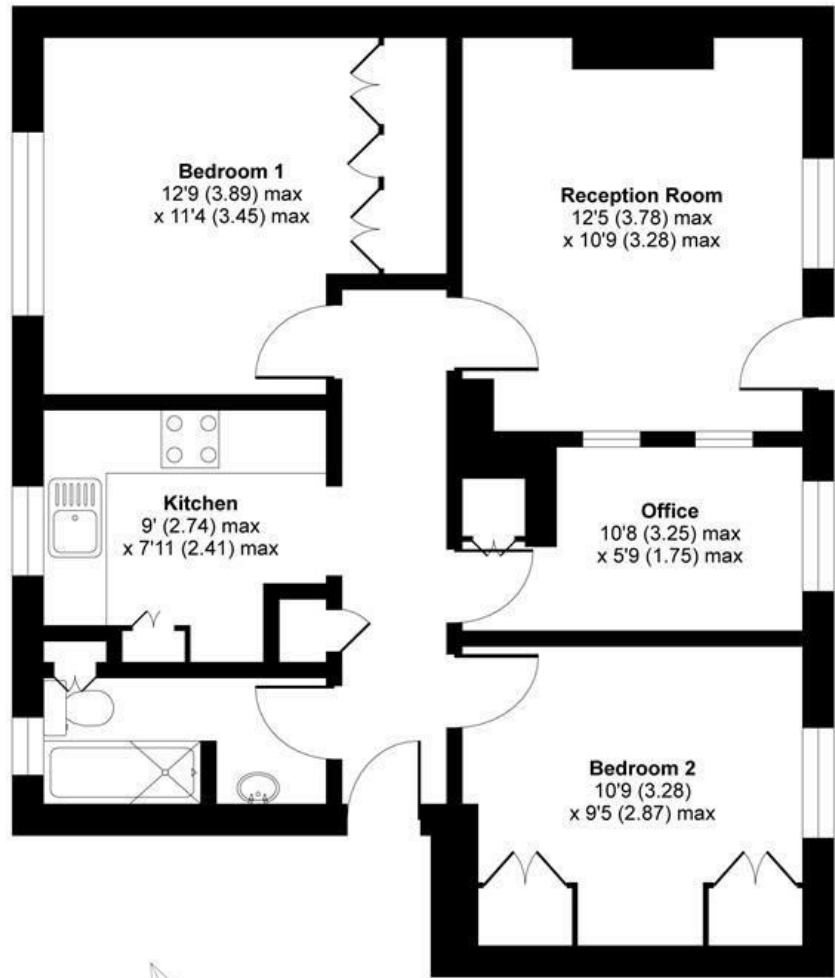 Bedroom 1
12'9 (3.89) max
x 11'4 (3.45) max
Reception Room
12'5 (3.78) max
x 10'9 (3.28) max
Kitchen
9' (2.74) max
x 7'11 (2.41) max
Office
10'8 (3.25) max
x 5'9 (1.75) max
Bedroom 2
10'9 (3.28)
x 9'5 (2.87) max